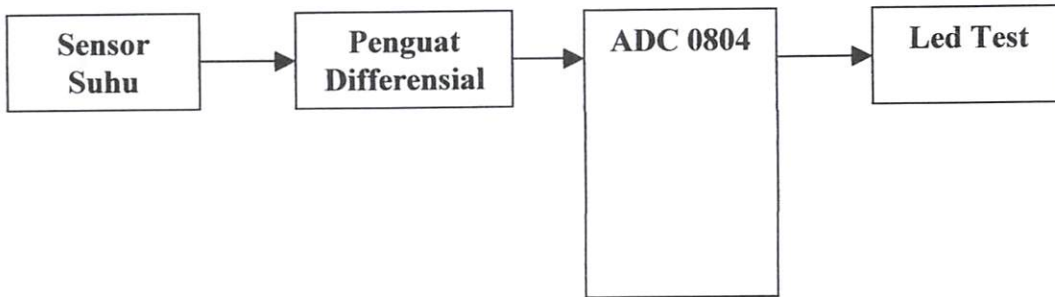 Sensor
Suhu
Penguat
Differensial
ADC 0804
Led Test